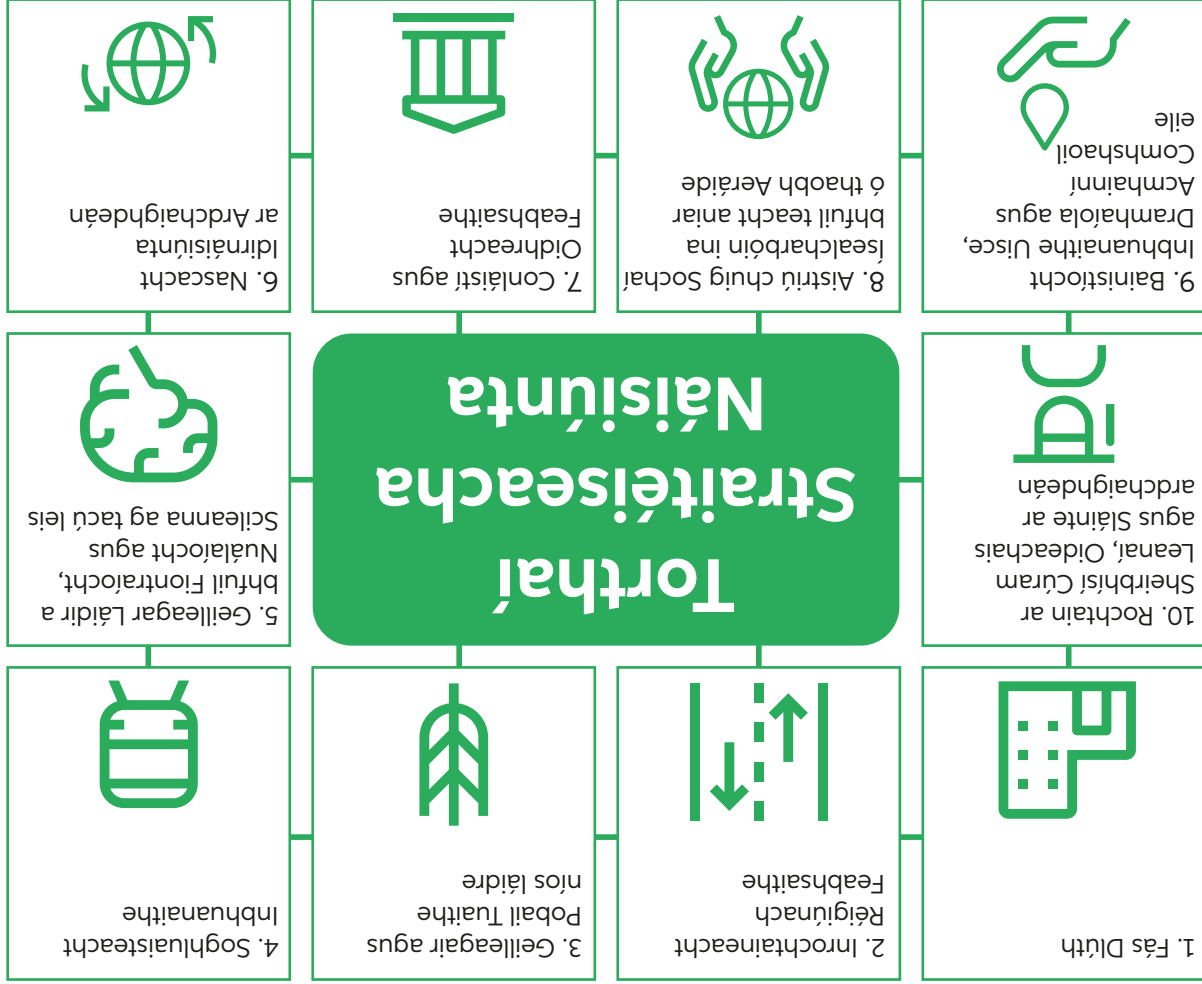 1. Fás Dlúth
2. Inrochtaineacht
Réigiúnach
Feabhsaithe
3. Geilleagair agus
Pobail Tuaithe
níos láidre
4. Soghluaisteacht
Inbhuanaithe
Torthaí
Straitéiseacha
Náisiúnta
5. Geilleagar Láidir a
bhfuil Fiontraíocht,
Nuálaíocht agus
Scileanna ag tacú leis
6. Nascacht
Idirnáisiúnta
ar Ardchaighdeán
7. Conláistí agus
Oidhreacht
Feabhsaithe
8. Aistriú chuig Sochaí
Ísealcharbóin ina
bhfuil teacht aniar
ó thaobh Aeráide
9. Bainistíocht
Inbhuanaithe Uisce,
Dramhaíola agus
Acmhainní
Comhshaoil
eile
10. Rochtain ar
Sheirbhísí Cúram
Leanaí, Oideachais
agus Sláinte ar
ardchaighdeán